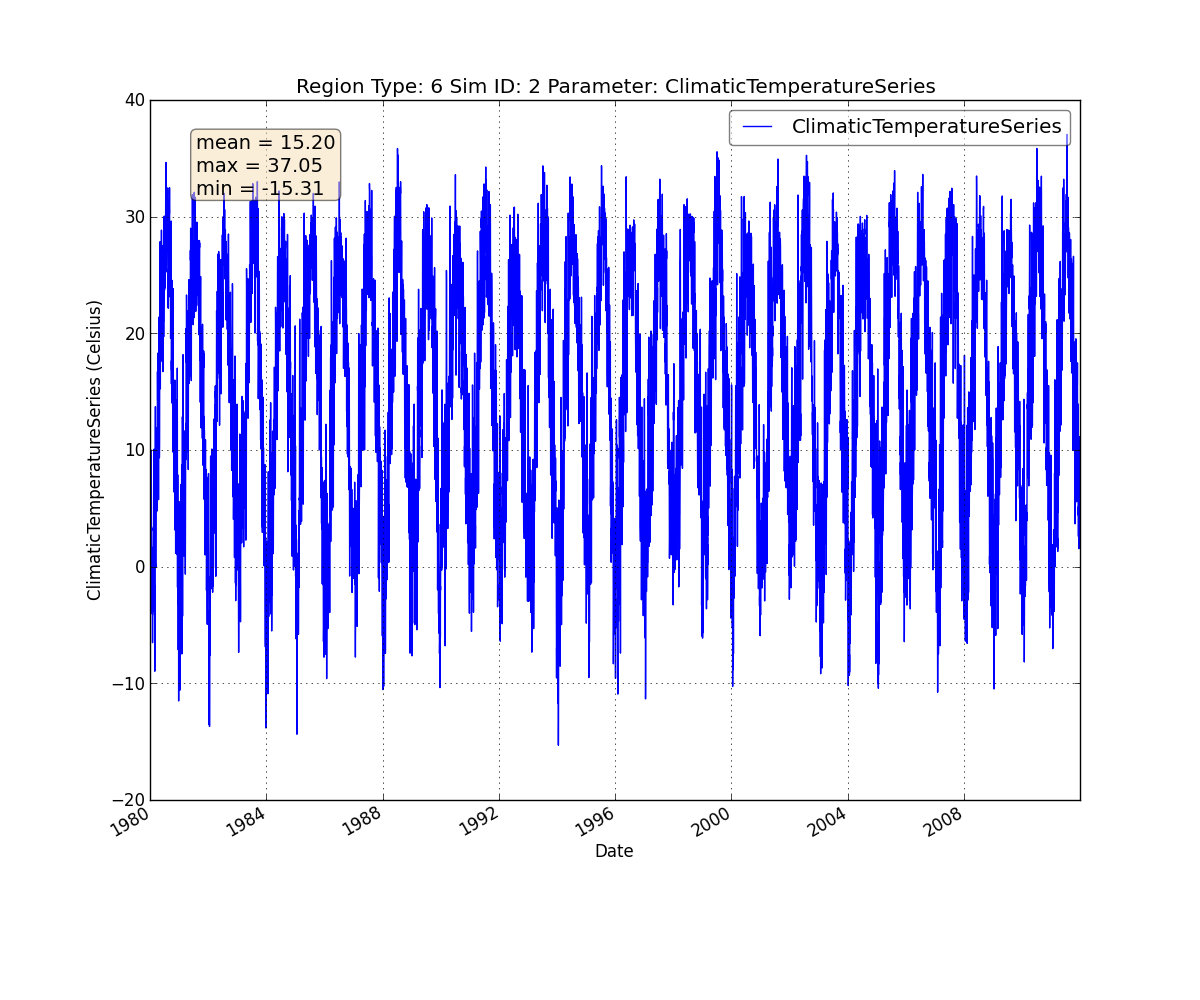 Region Type: 6 Sim ID: 2 Parameter: ClimaticTemperatureSeries
40
30
20
10
0
−10
−20
mean = 15.20
max = 37.05
min = -15.31
ClimaticTemperatureSeries
ClimaticTemperatureSeries (Celsius)
1980
1984
1988
1992
1996
2000
2004
2008
Date